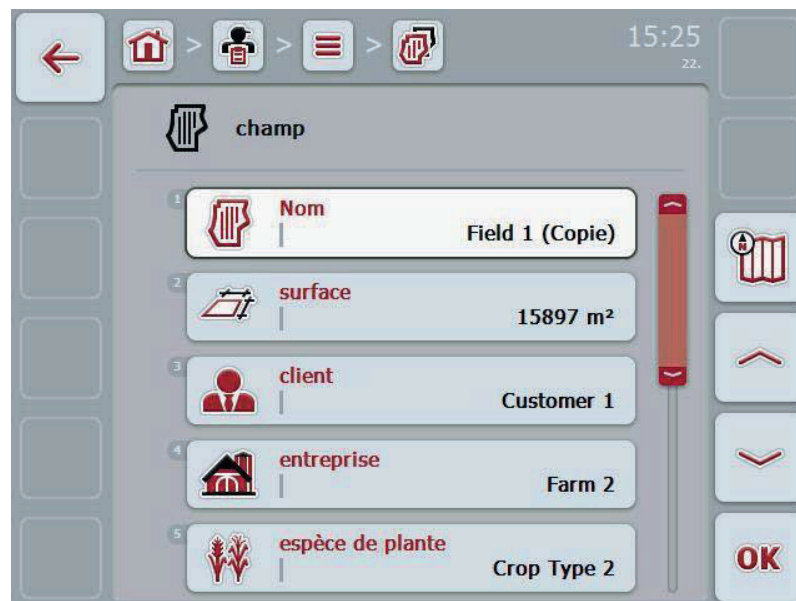 15:25
22.
champ
1
Nom
Field 1 (Copie)
2
surface
15897 m²
3
client
Customer 1
4
entreprise
Farm 2
5
espèce de plante
Crop Type 2
N
OK